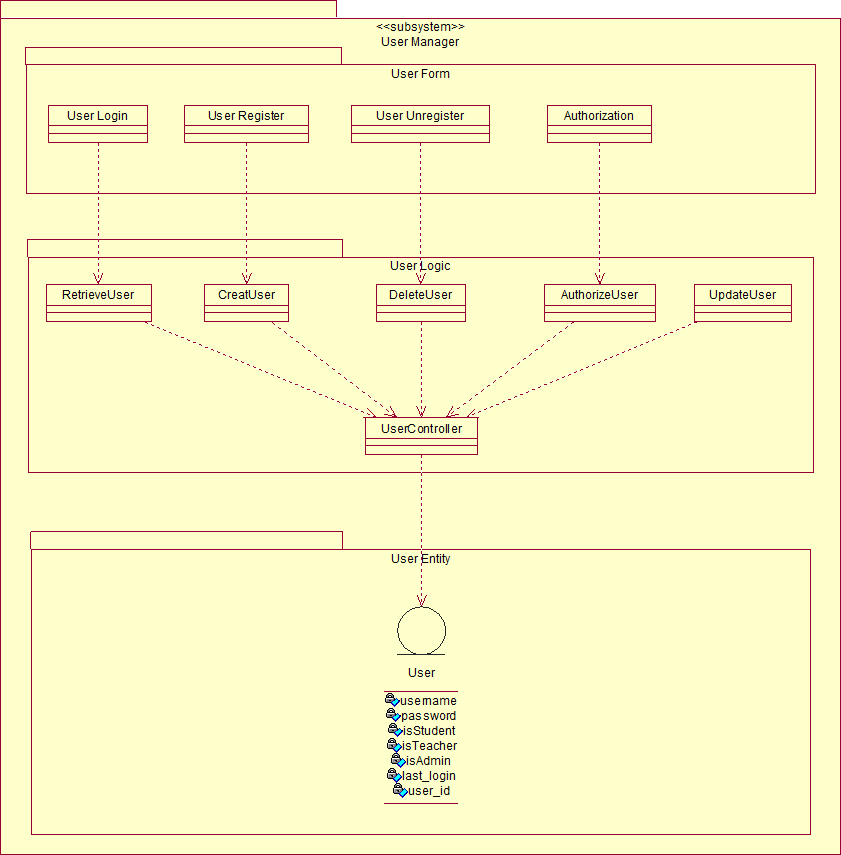 <<subsystem>>
User Manager
User Form
User Login
User Register
User Unregister
Authorization
User Logic
RetrieveUser
CreatUser
DeleteUser
AuthorizeUser
UpdateUser
UserController
User Entity
User
username
password
isStudent
isTeacher
isAdmin
last_login
user_id